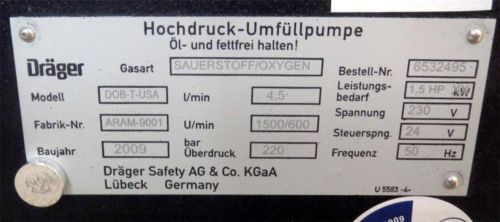 Hochdruck-Umfüllpumpe
Öl- und fettfrei halten!
Dräger Gasart SAUERSTOFF/OXYGEN Bestell-Nr. 6532495
Modell DOB-T-USA l/min 4,5 Leistungsbedarf 1,5 HP kW
Fabrik-Nr. ARAM-9001 U/min 1500/600 Spannung 230 V
Steuerspng. 24 V
Baujahr 2009 bar Überdruck 220 Frequenz 50 Hz
Dräger Safety AG & Co. KGaA
Lübeck Germany U 5583 -4-
2009